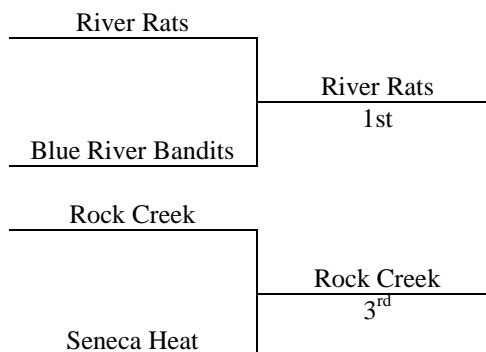 River Rats
River Rats
1st
Blue River Bandits
Rock Creek
Rock Creek
3rd
Seneca Heat